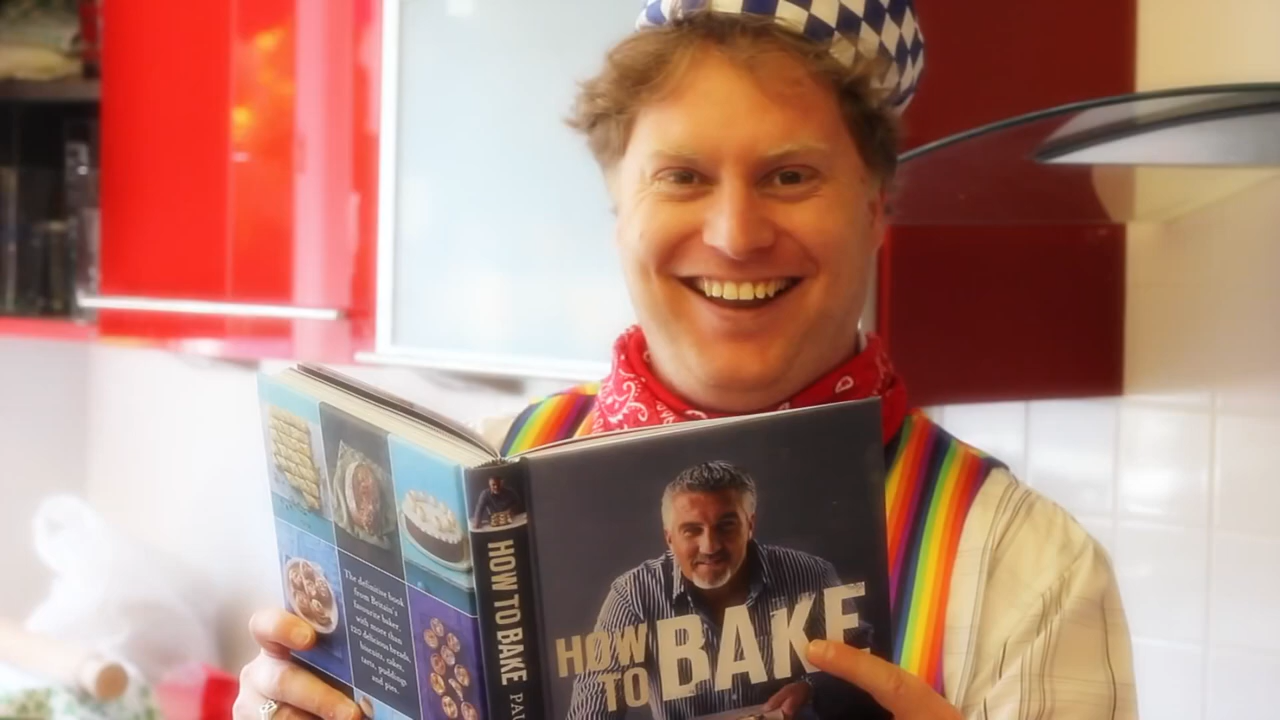 The definitive book
from Britain's
favourite baker,
with more than
120 delicious breads,
biscuits, cakes,
tarts, puddings
and pies.
HOW TO BAKE
HOW
TO
BAKE